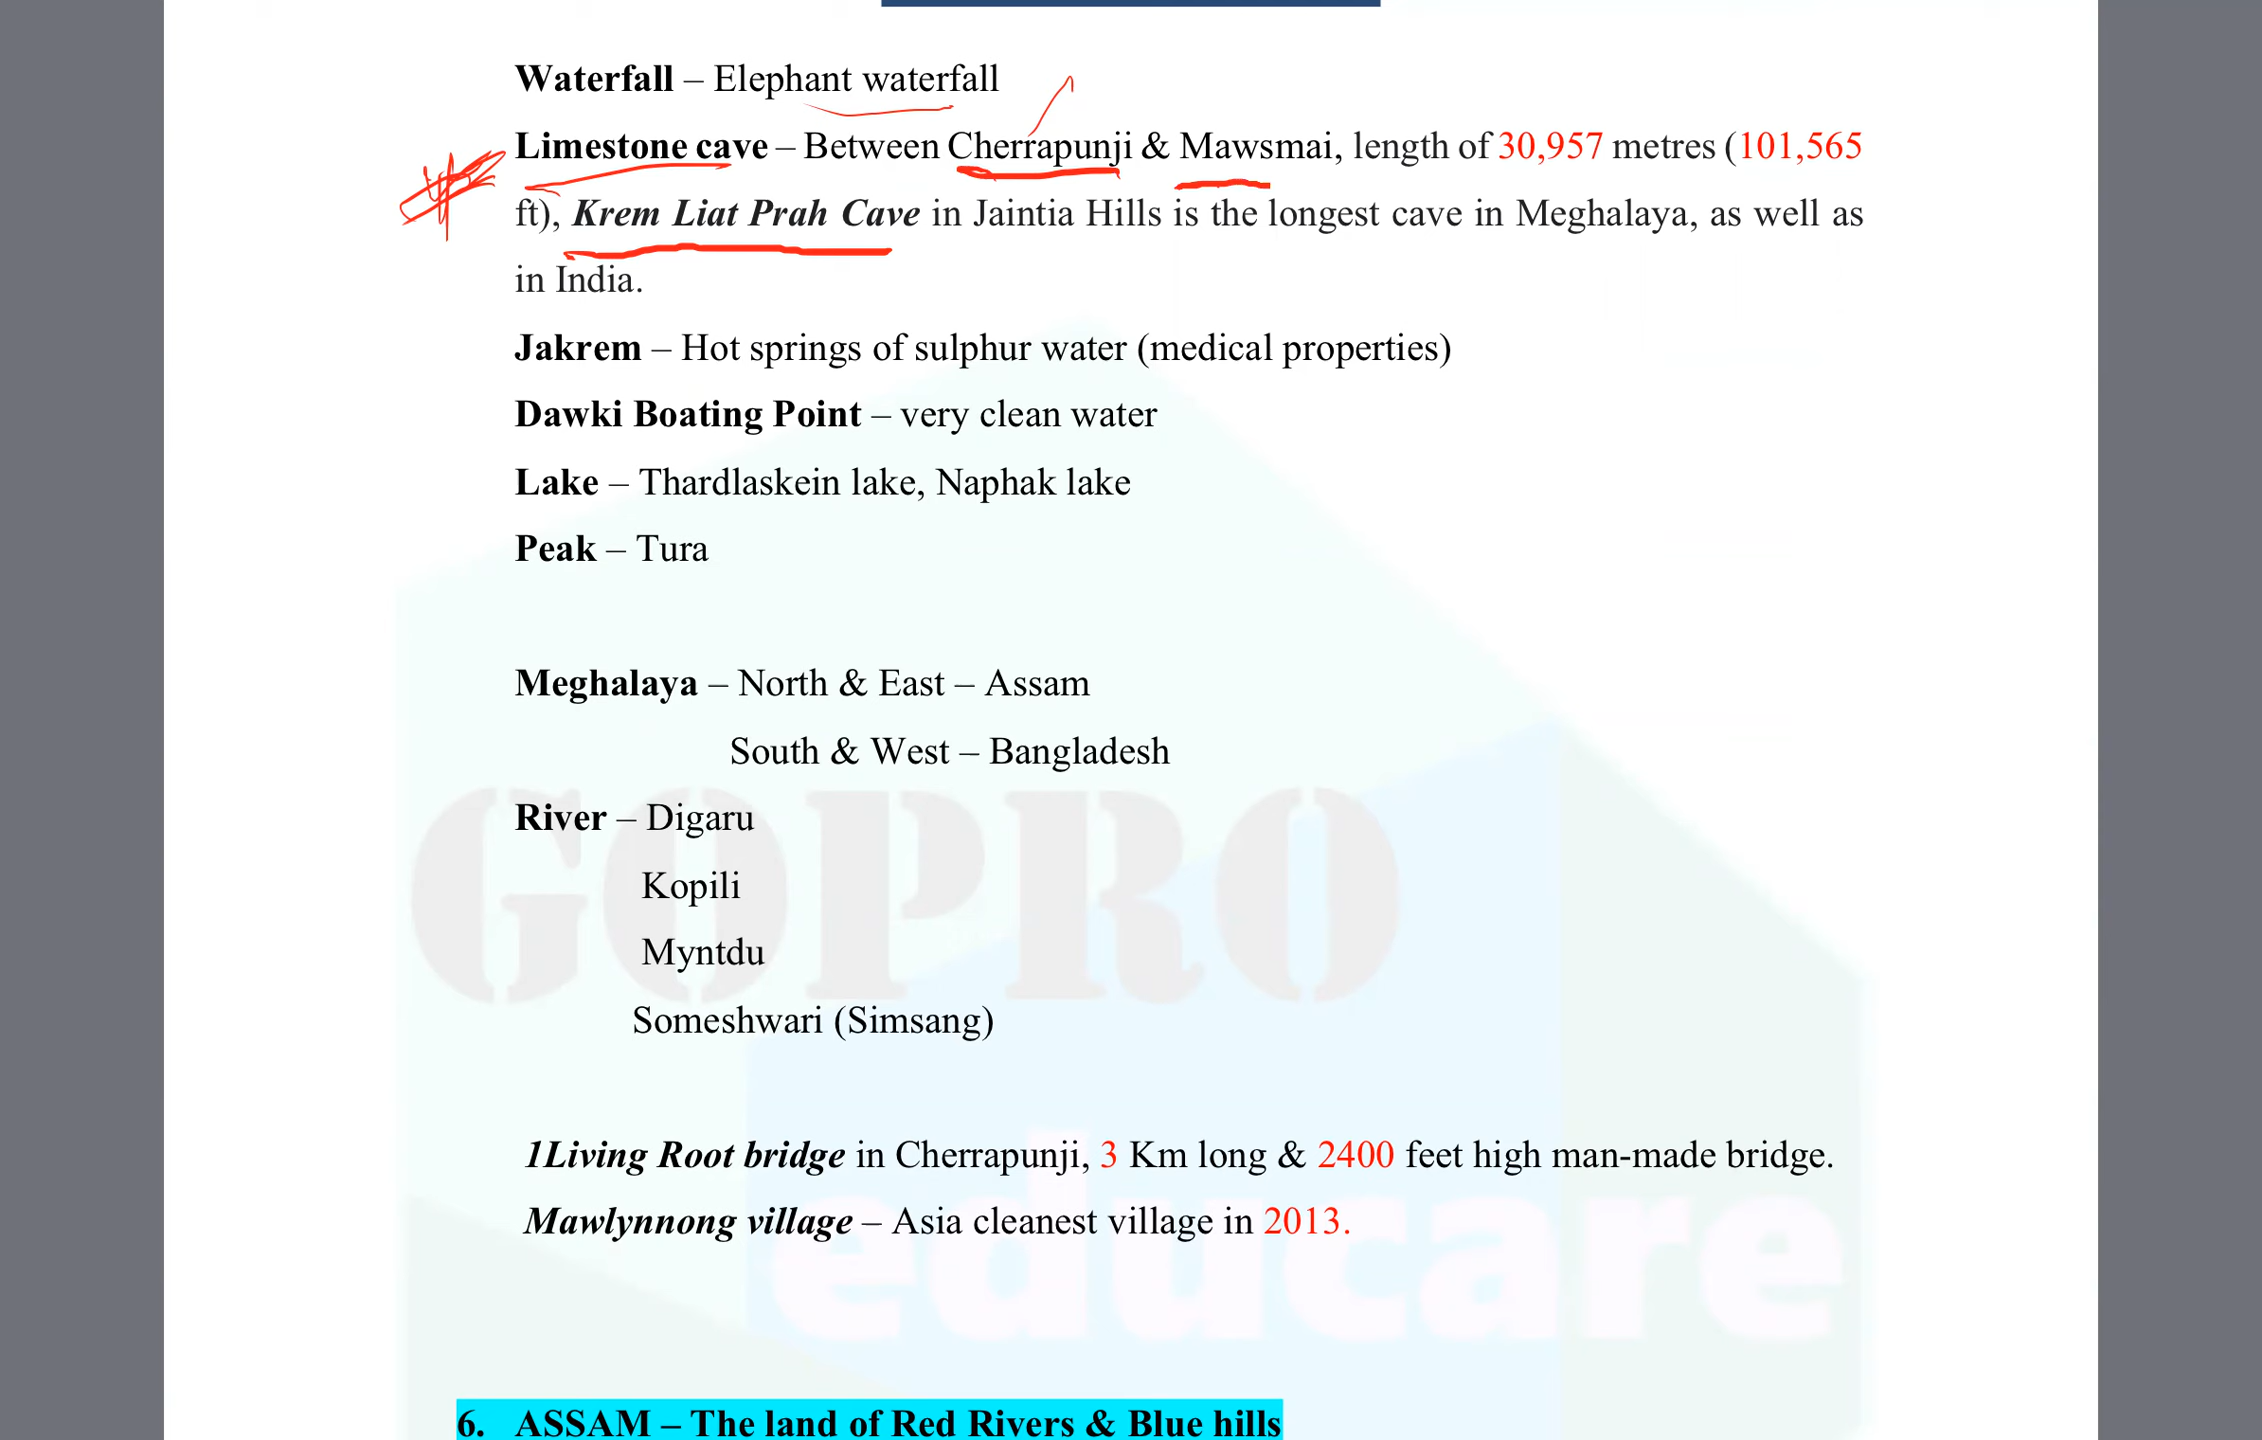 Waterfall – Elephant waterfall
Limestone cave – Between Cherrapunji & Mawsmai, length of 30,957 metres (101,565
ft), Krem Liat Prah Cave in Jaintia Hills is the longest cave in Meghalaya, as well as
in India.
Jakrem – Hot springs of sulphur water (medical properties)
Dawki Boating Point – very clean water
Lake – Thardlaskein lake, Naphak lake
Peak – Tura
Meghalaya – North & East – Assam
South & West – Bangladesh
River – Digaru
GOPRO
Kopili
Myntdu
Someshwari (Simsang)
1Living Root bridge in Cherrapunji, 3 Km long & 2400 feet high man-made bridge.
Mawlynnong village – Asia cleanest village in 2013.
educare
6. ASSAM – The land of Red Rivers & Blue hills